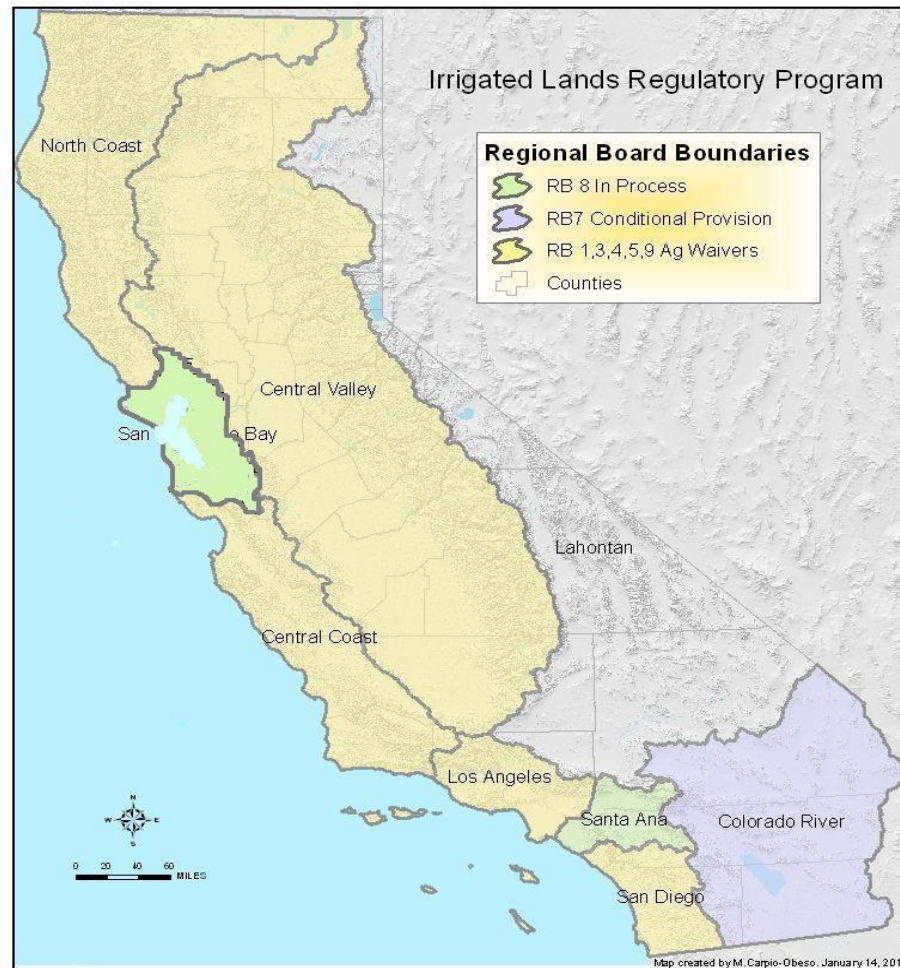 Irrigated Lands Regulatory Program
Regional Board Boundaries
RB 8 In Process
RB7 Conditional Provision
RB 1,3,4,5,9 Ag Waivers
Counties
North Coast
Central Valley
San Bay
Lahontan
Central Coast
Los Angeles
Santa Ana
Colorado River
San Diego
N
W E
S
0 20 40 60
MILES
Map created by M.Carpio-Obeso. January 14, 201